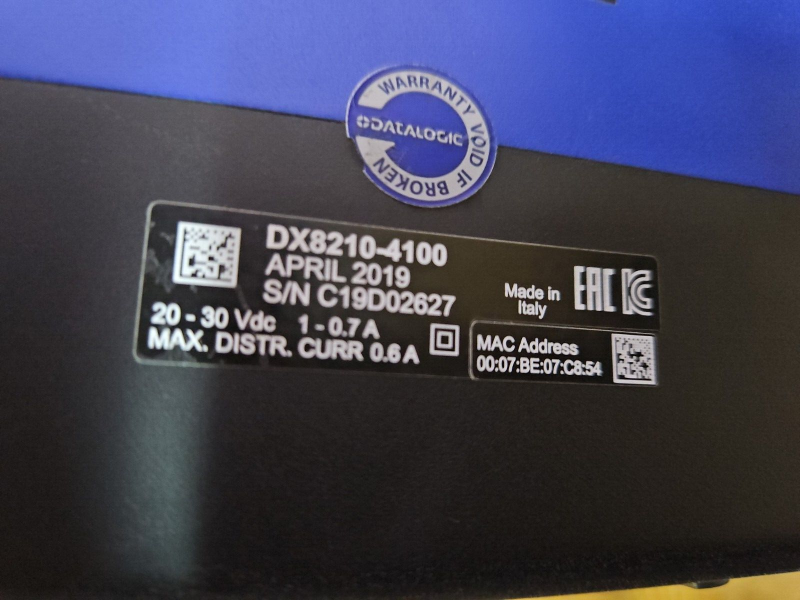 WARRANTY VOID IF BROKEN
DATALOGIC
DX8210-4100
APRIL 2019
S/N C19D02627
20 - 30 Vdc 1 - 0.7 A
MAX. DISTR. CURR 0.6 A
Made in
Italy
EAC
MAC Address
00:07:BE:07:C8:54